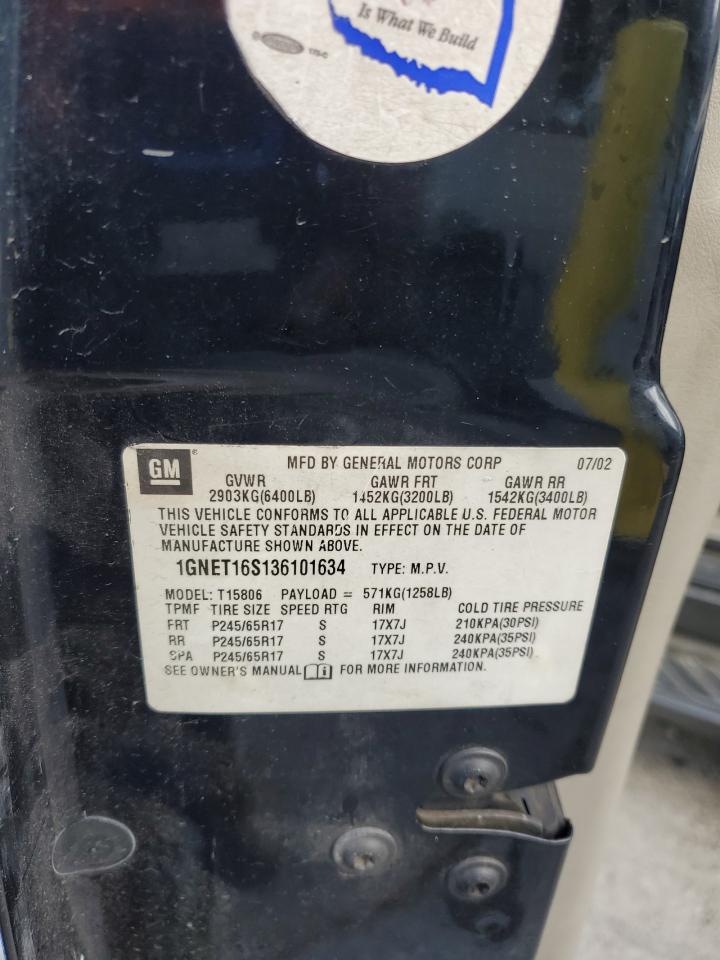 Is What We Build
175-C
GM ® MFD BY GENERAL MOTORS CORP 07/02
GVWR GAWR FRT GAWR RR
2903KG(6400LB) 1452KG(3200LB) 1542KG(3400LB)
THIS VEHICLE CONFORMS TO ALL APPLICABLE U.S. FEDERAL MOTOR
VEHICLE SAFETY STANDARDS IN EFFECT ON THE DATE OF
MANUFACTURE SHOWN ABOVE.
1GNET16S136101634 TYPE: M.P.V.
MODEL: T15806 PAYLOAD = 571KG(1258LB)
TPMF TIRE SIZE SPEED RTG RIM COLD TIRE PRESSURE
FRT P245/65R17 S 17X7J 210KPA(30PSI)
RR P245/65R17 S 17X7J 240KPA(35PSI)
SPA P245/65R17 S 17X7J 240KPA(35PSI)
SEE OWNER'S MANUAL i FOR MORE INFORMATION.